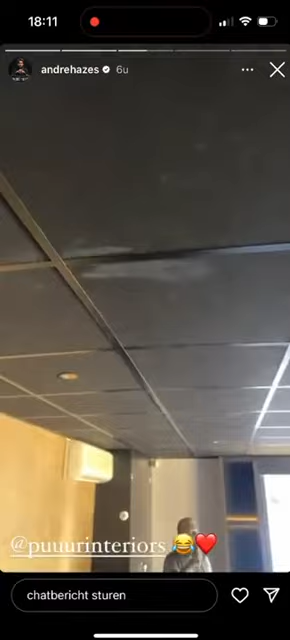 18:11
andrehazes 6u
@puuurinteriors 😂❤️
chatbericht sturen